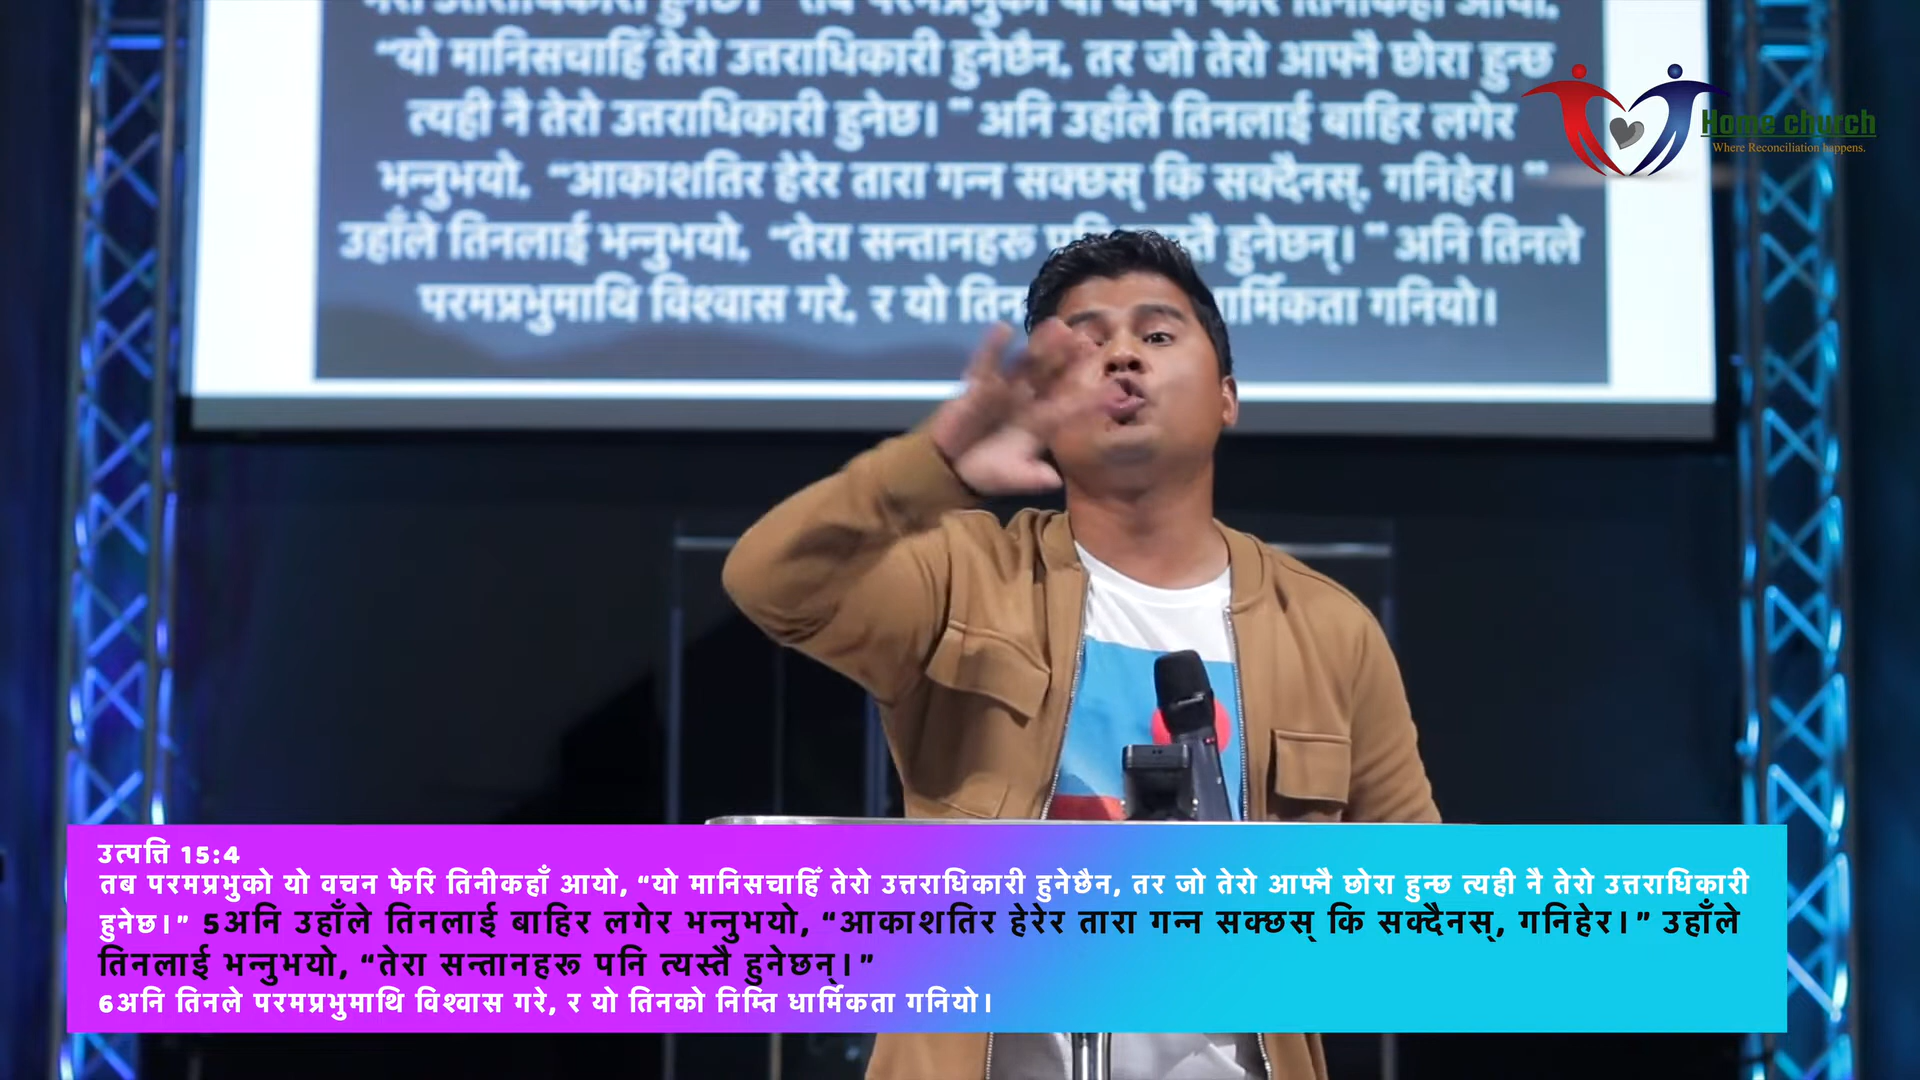 “यो मानिसचाहिँ तेरो उत्तराधिकारी हुनेछैन, तर जो तेरो आफ्नै छोरा हुन्छ
त्यही नै तेरो उत्तराधिकारी हुनेछ। ” अनि उहाँले तिनलाई बाहिर लगेर
भन्नुभयो, “आकाशतिर हेरेर तारा गन्न सक्छस् कि सक्दैनस्, गनिहेर। ”
उहाँले तिनलाई भन्नुभयो, “तेरा सन्तानहरू हुनेछन्। ” अनि तिनले
परमप्रभुमाथि विश्वास गरे, र यो गनियो।
Home church
Where Reconciliation happens.
उत्पत्ति 15:4
तब परमप्रभुको यो वचन फेरि तिनीकहाँ आयो, “यो मानिसचाहिँ तेरो उत्तराधिकारी हुनेछैन, तर जो तेरो आफ्नै छोरा हुन्छ त्यही नै तेरो उत्तराधिकारी
हुनेछ।” 5अनि उहाँले तिनलाई बाहिर लगेर भन्नुभयो, “आकाशतिर हेरेर तारा गन्न सक्छस् कि सक्दैनस्, गनिहेर।” उहाँले
तिनलाई भन्नुभयो, “तेरा सन्तानहरू पनि त्यस्तै हुनेछन्।”
6अनि तिनले परमप्रभुमाथि विश्वास गरे, र यो तिनको निम्ति धार्मिकता गनियो।